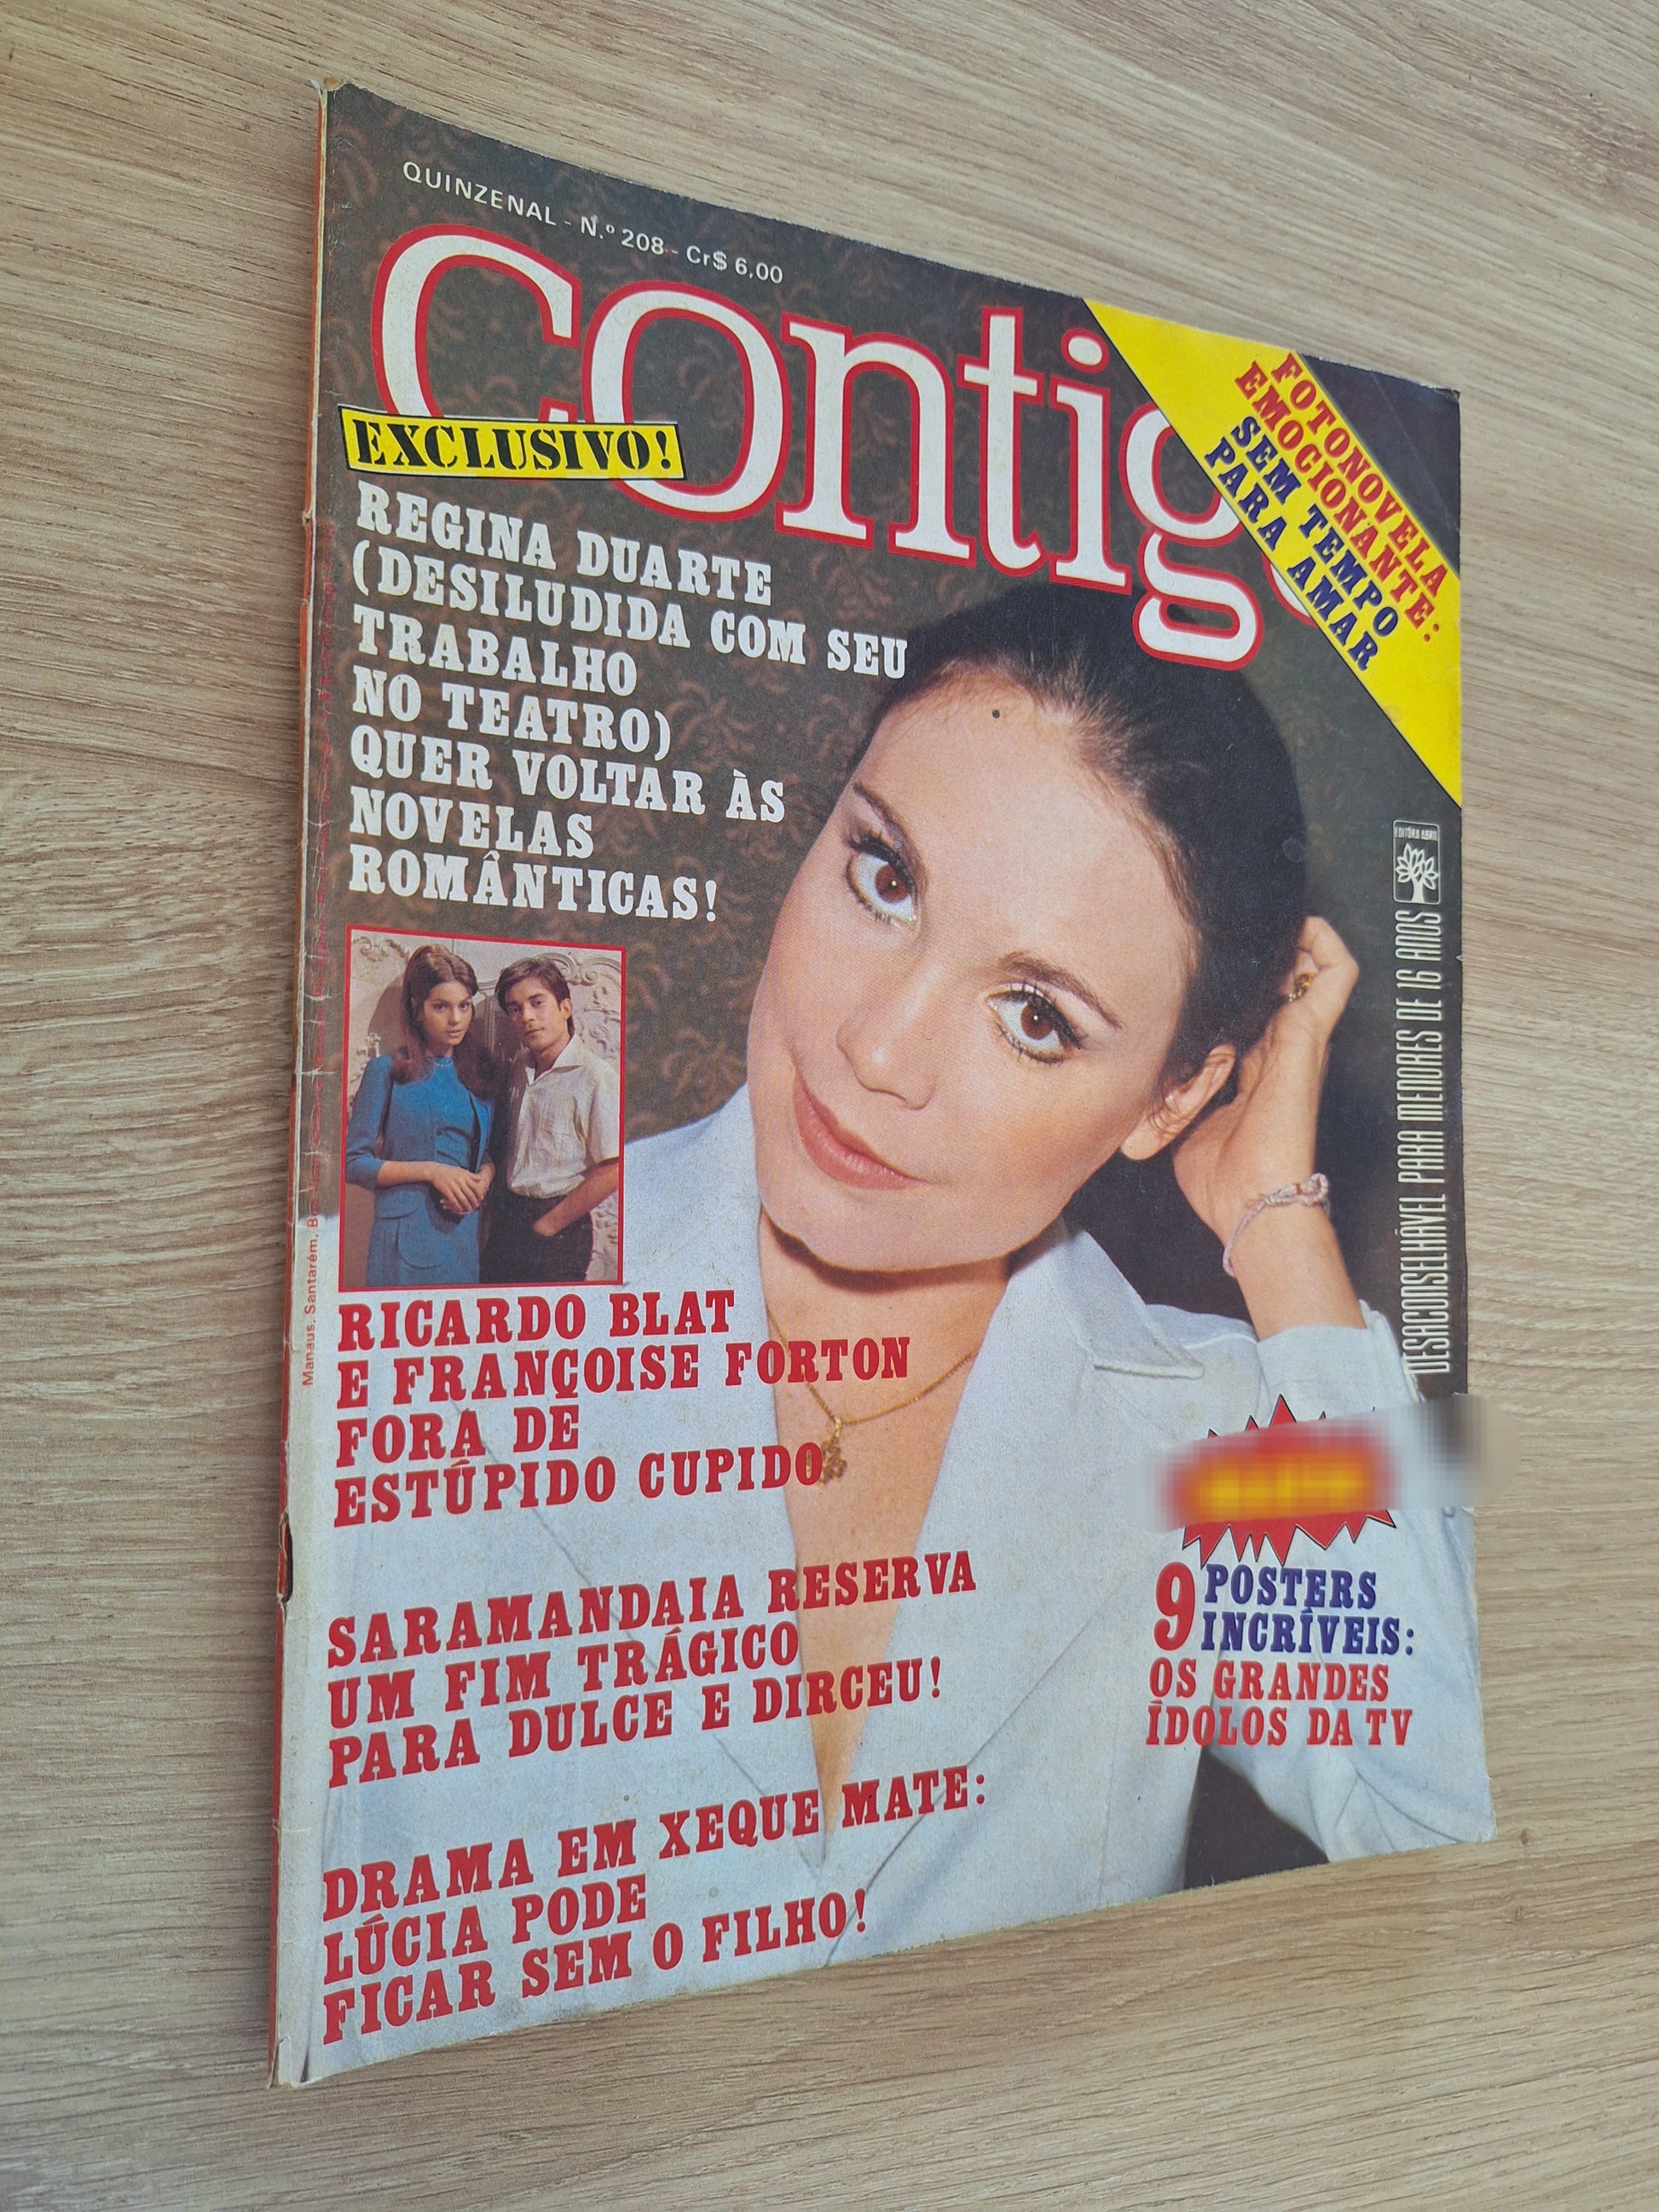 QUINZENAL - N.º 208 - Cr$ 6,00
contigo
FOTONOVELA
EMOCIONANTE:
SEM TEMPO
PARA AMAR
EXCLUSIVO!
REGINA DUARTE
(DESILUDIDA COM SEU
TRABALHO
NO TEATRO)
QUER VOLTAR ÀS
NOVELAS
ROMÂNTICAS!
EDITÔRA ABRIL
DESACONSELHÁVEL PARA MENORES DE 16 ANOS
Manaus, Santarém,
RICARDO BLAT
E FRANÇOISE FORTON
FORA DE
ESTÚPIDO CUPIDO
SARAMANDAIA RESERVA
UM FIM TRÁGICO
PARA DULCE E DIRCEU!
9 POSTERS
INCRÍVEIS:
OS GRANDES
ÍDOLOS DA TV
DRAMA EM XEQUE MATE:
LÚCIA PODE
FICAR SEM O FILHO!